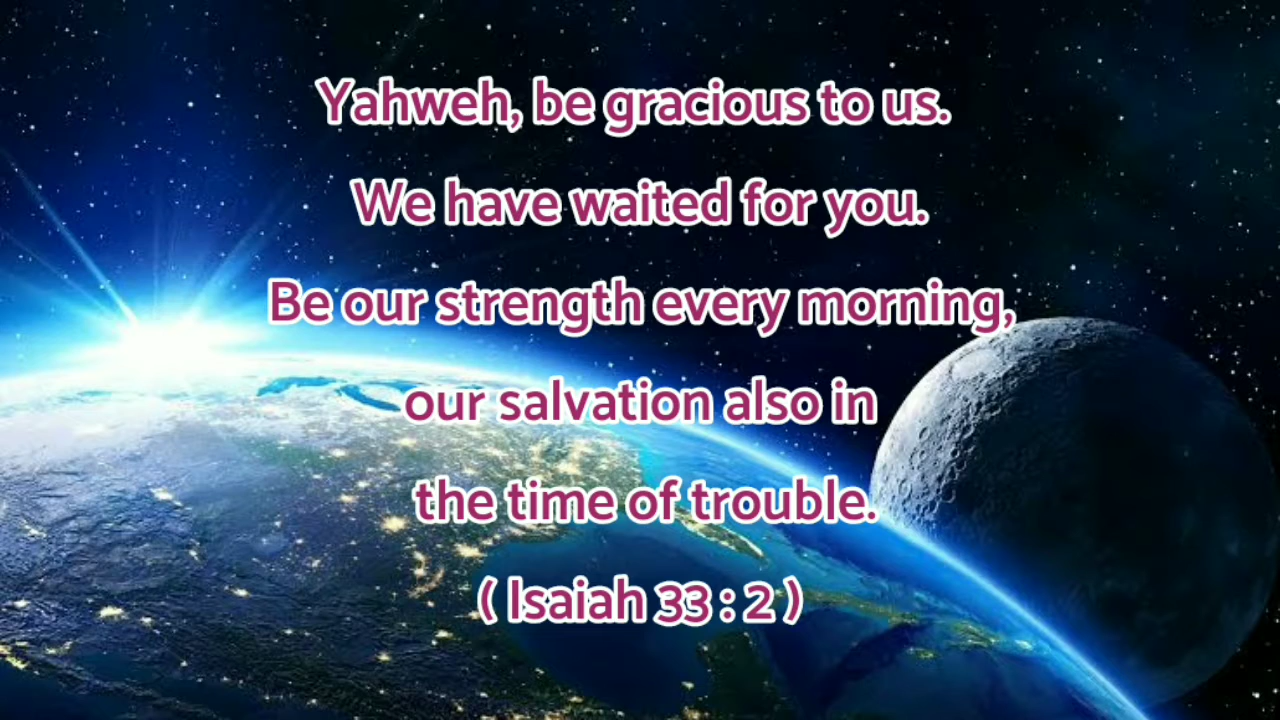 Yahweh, be gracious to us.
We have waited for you.
Be our strength every morning,
our salvation also in
the time of trouble.
( Isaiah 33 : 2 )